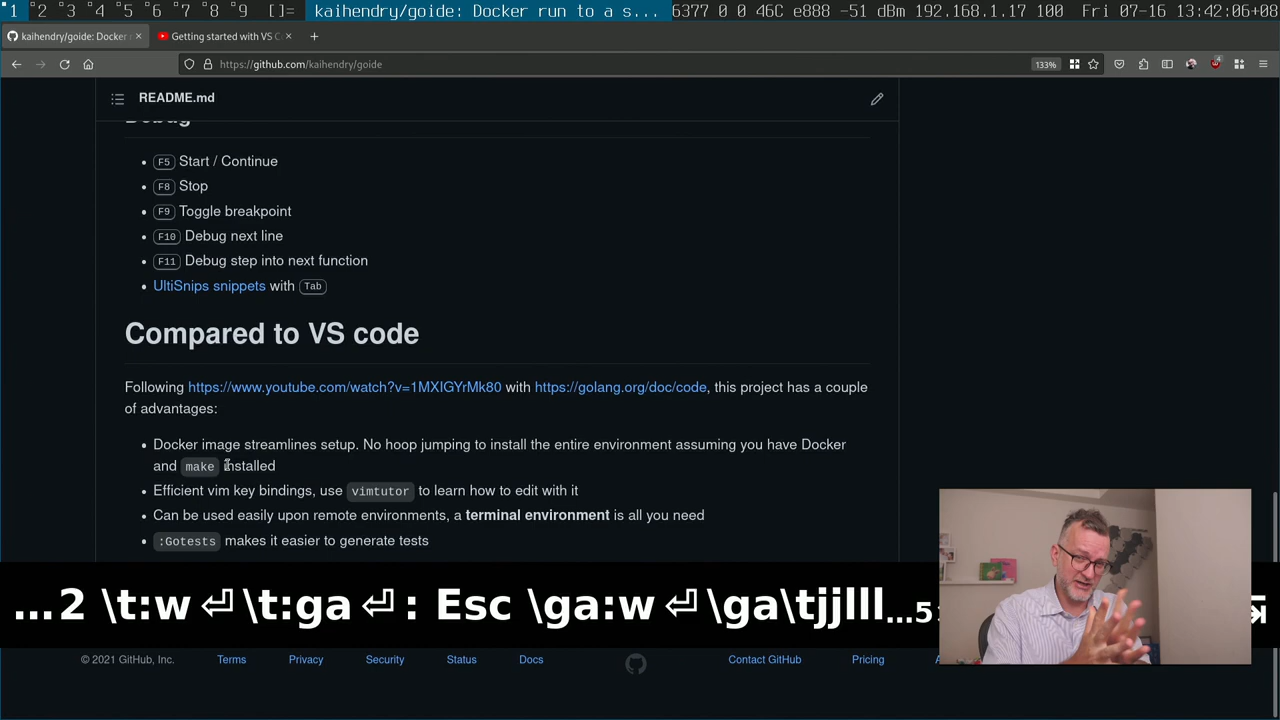 1 2 3 4 5 6 7 8 9 []= kaihendry/goide: Docker run to a s... 6377 0 0 46C e888 -51 dBm 192.168.1.17 100 Fri 07-16 13:42:06+08
kaihendry/goide: Docker r × Getting started with VS C × +
https://github.com/kaihendry/goide 133%
README.md
Debug
F5 Start / Continue
F8 Stop
F9 Toggle breakpoint
F10 Debug next line
F11 Debug step into next function
UltiSnips snippets with Tab
Compared to VS code
Following https://www.youtube.com/watch?v=1MXIGYrMk80 with https://golang.org/doc/code, this project has a couple
of advantages:
Docker image streamlines setup. No hoop jumping to install the entire environment assuming you have Docker
and make installed
Efficient vim key bindings, use vimtutor to learn how to edit with it
Can be used easily upon remote environments, a terminal environment is all you need
:Gotests makes it easier to generate tests
...2 \t:w⏎\t:ga⏎: Esc \ga:w⏎\ga\tjjlll...5:
© 2021 GitHub, Inc. Terms Privacy Security Status Docs Contact GitHub Pricing